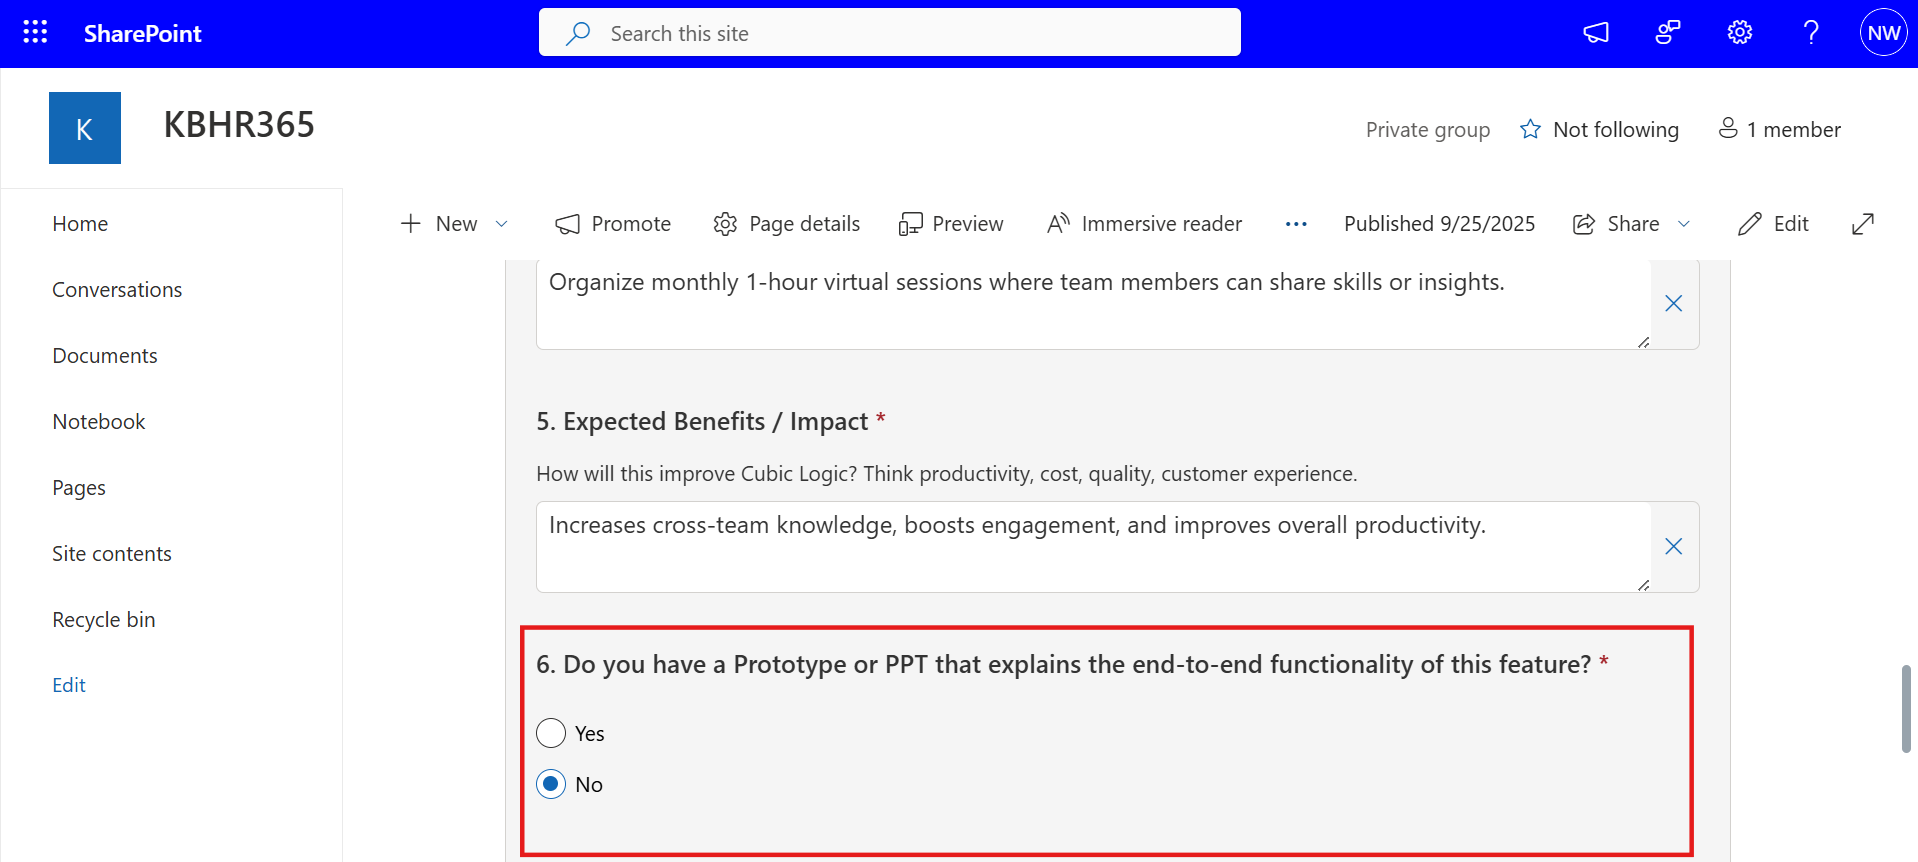 SharePoint
Search this site
NW
K
KBHR365
Private group
Not following
1 member
Home
Conversations
Documents
Notebook
Pages
Site contents
Recycle bin
Edit
New
Promote
Page details
Preview
Immersive reader
Published 9/25/2025
Share
Edit
Organize monthly 1-hour virtual sessions where team members can share skills or insights.
5. Expected Benefits / Impact *
How will this improve Cubic Logic? Think productivity, cost, quality, customer experience.
Increases cross-team knowledge, boosts engagement, and improves overall productivity.
6. Do you have a Prototype or PPT that explains the end-to-end functionality of this feature? *
Yes
No